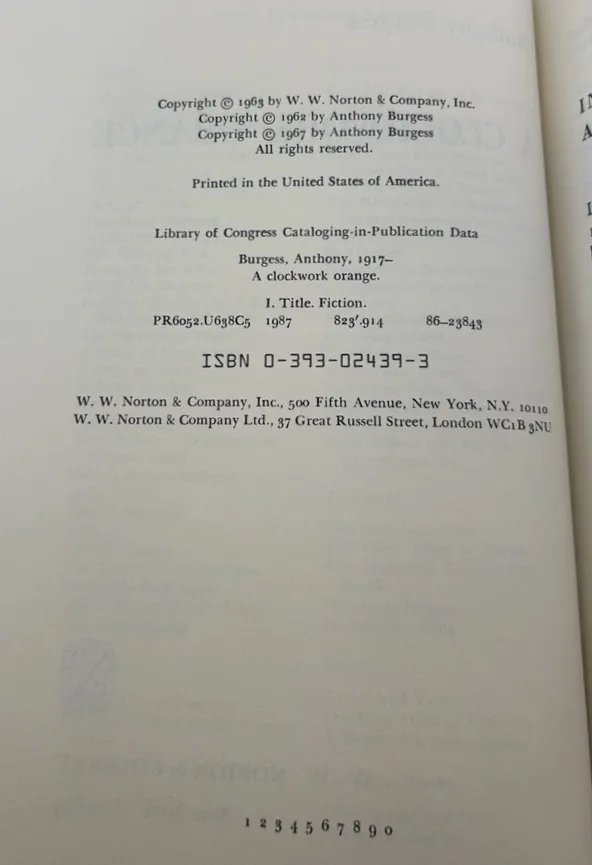 Copyright © 1963 by W. W. Norton & Company, Inc.
Copyright © 1962 by Anthony Burgess
Copyright © 1967 by Anthony Burgess
All rights reserved.
Printed in the United States of America.
Library of Congress Cataloging-in-Publication Data
Burgess, Anthony, 1917–
A clockwork orange.
I. Title. Fiction.
PR6052.U638C5 1987 823'.914 86–23843
ISBN 0-393-02439-3
W. W. Norton & Company, Inc., 500 Fifth Avenue, New York, N.Y. 10110
W. W. Norton & Company Ltd., 37 Great Russell Street, London WC1B 3NU
1 2 3 4 5 6 7 8 9 0